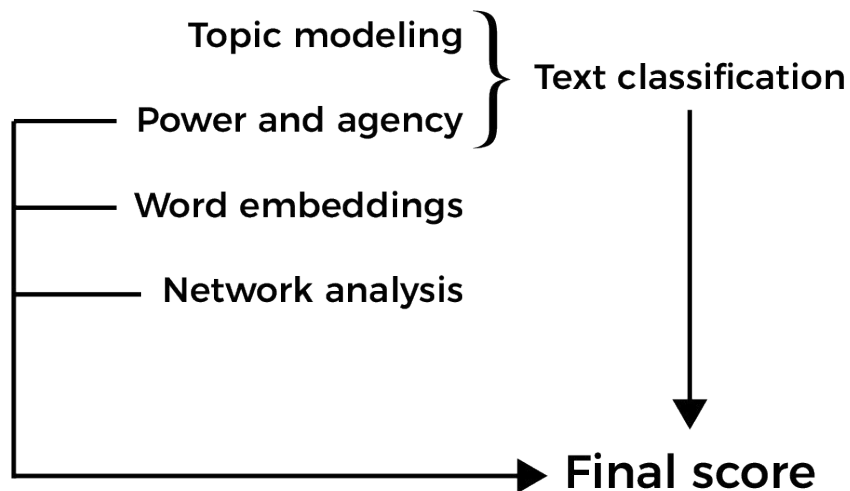 Topic modeling
Text classification
Power and agency
Word embeddings
Network analysis
Final score